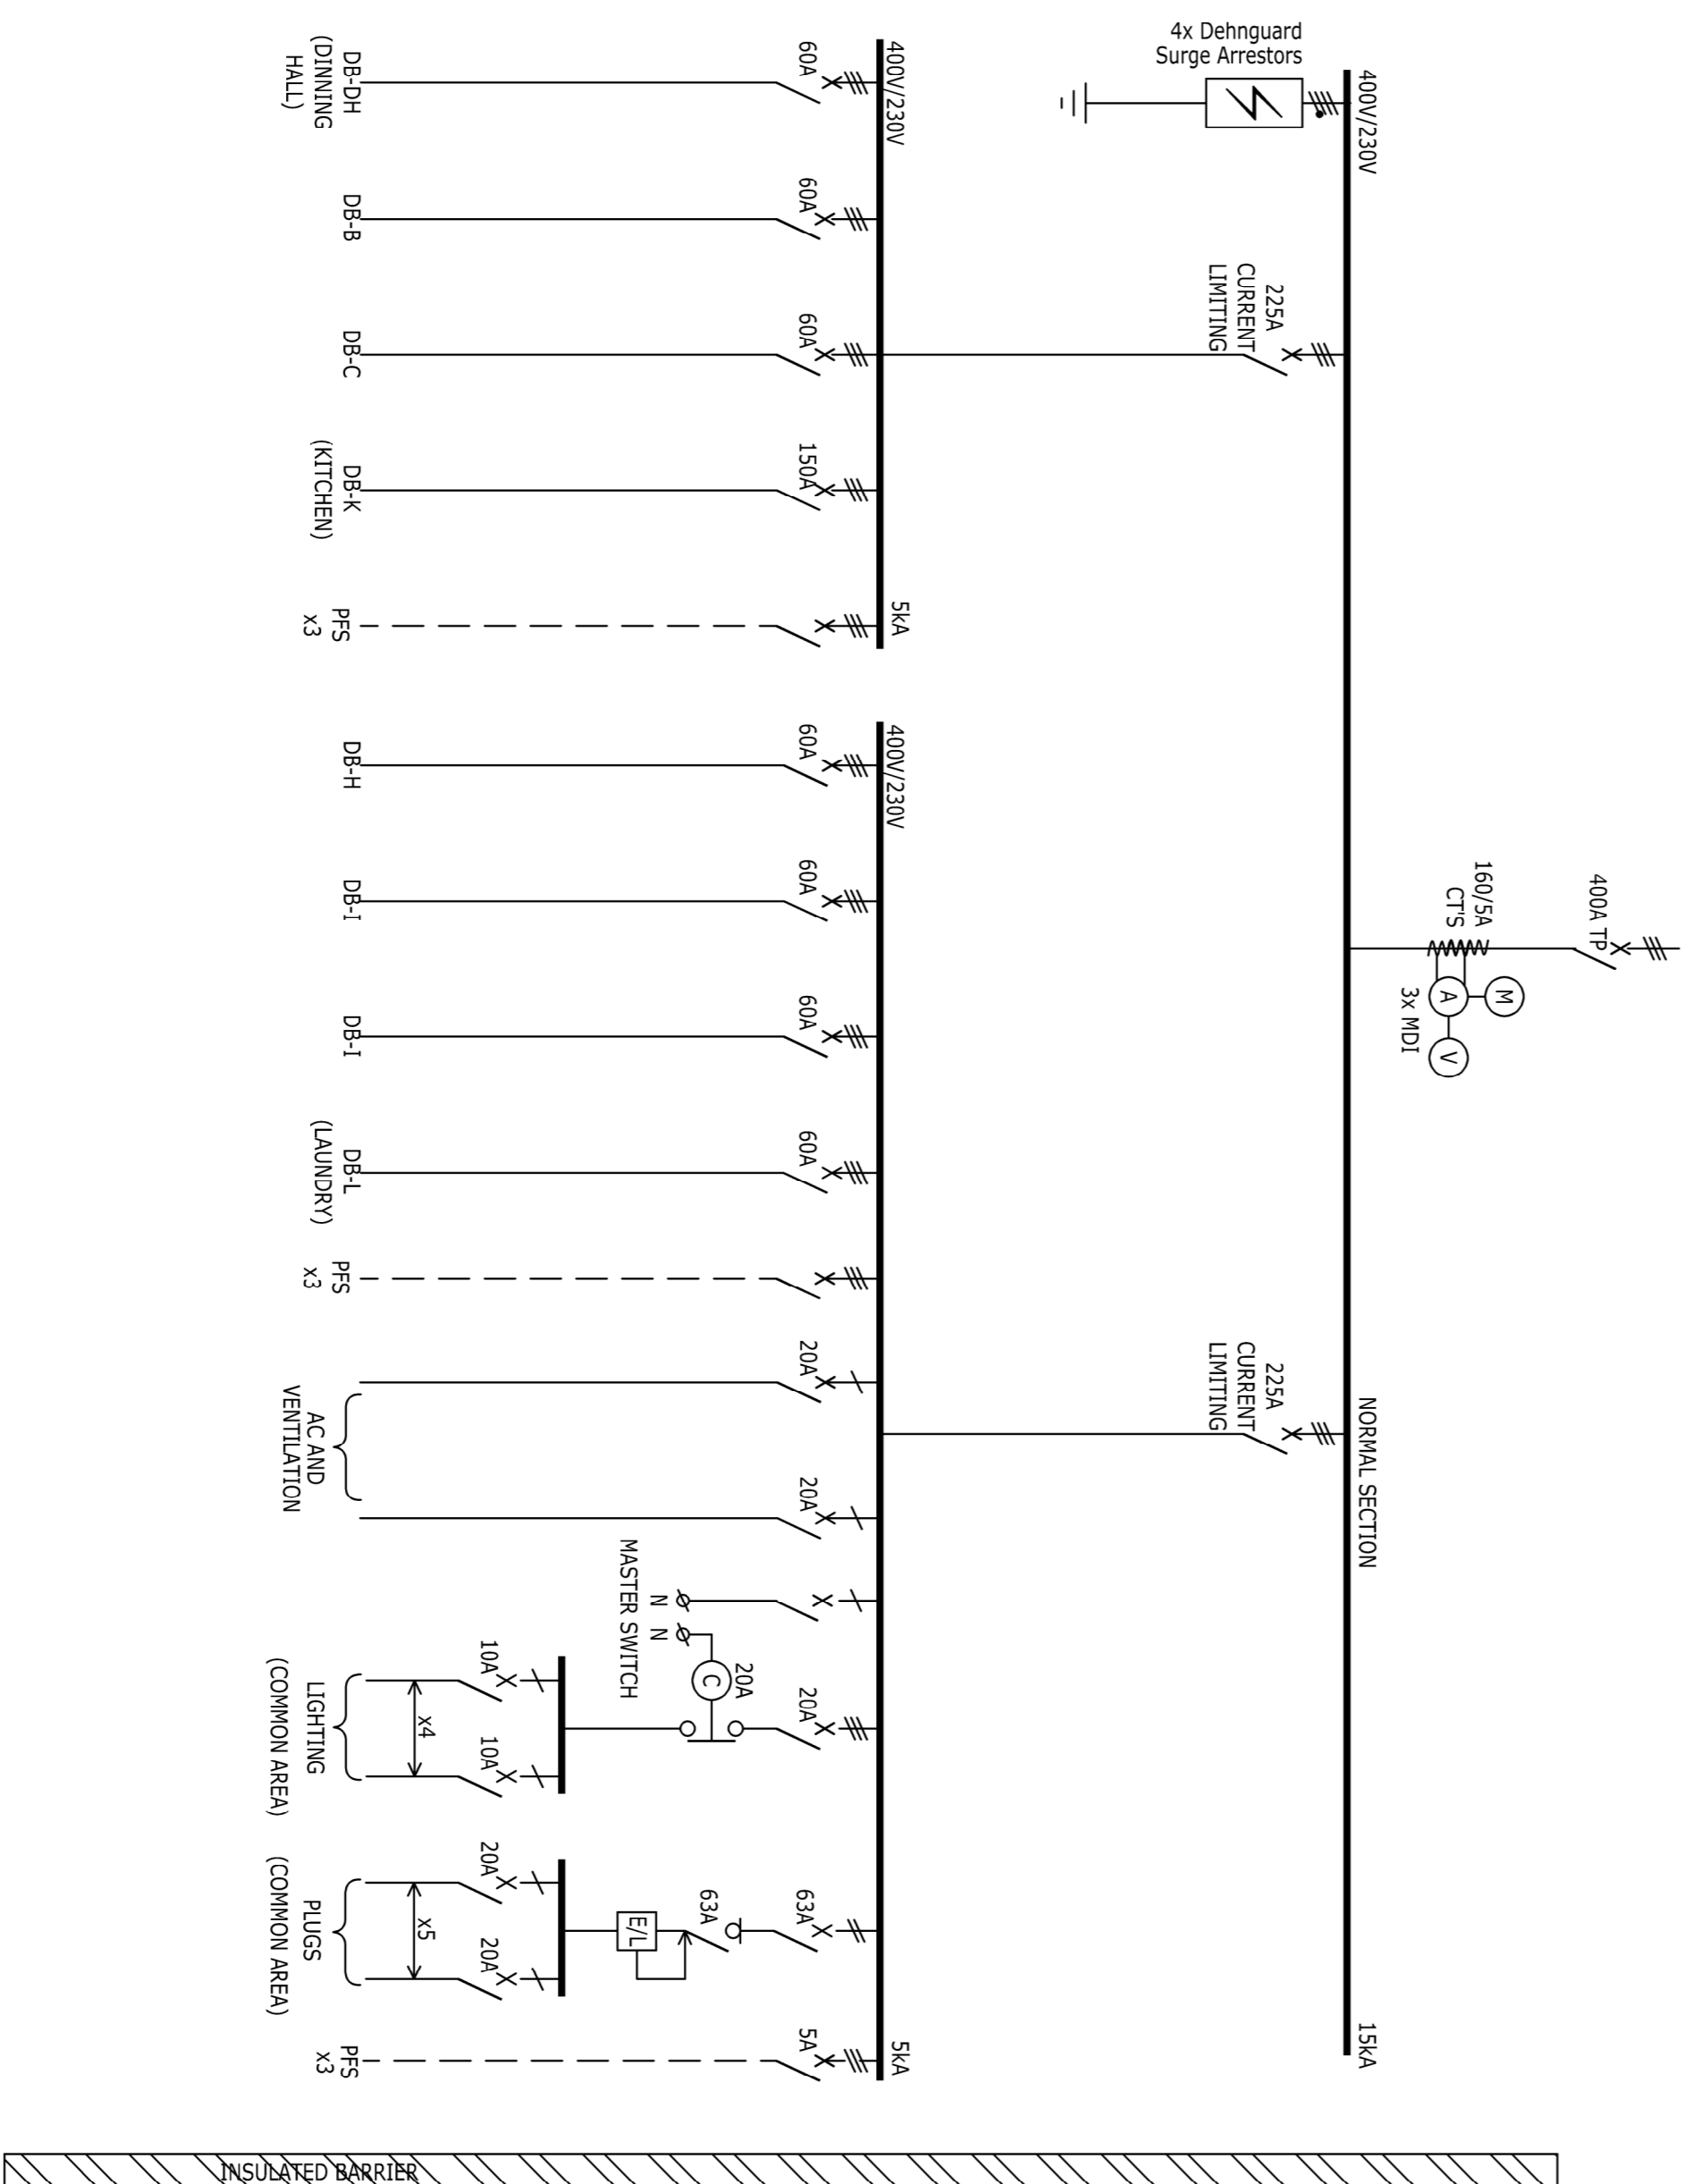 400A TP
160/5A
CT'S
M
A
V
3x MDI
400V/230V
NORMAL SECTION
15kA
4x Dehnguard
Surge Arrestors
225A
CURRENT
LIMITING
225A
CURRENT
LIMITING
400V/230V
5kA
60A
60A
60A
150A
DB-DH
(DINNING
HALL)
DB-B
DB-C
DB-K
(KITCHEN)
PFS
x3
400V/230V
5kA
60A
60A
60A
60A
20A
20A
20A
63A
5A
20A
C
N
N
MASTER SWITCH
63A
E/L
10A
10A
x4
20A
20A
x5
DB-H
DB-I
DB-I
DB-L
(LAUNDRY)
PFS
x3
AC AND
VENTILATION
LIGHTING
(COMMON AREA)
PLUGS
(COMMON AREA)
PFS
x3
INSULATED BARRIER